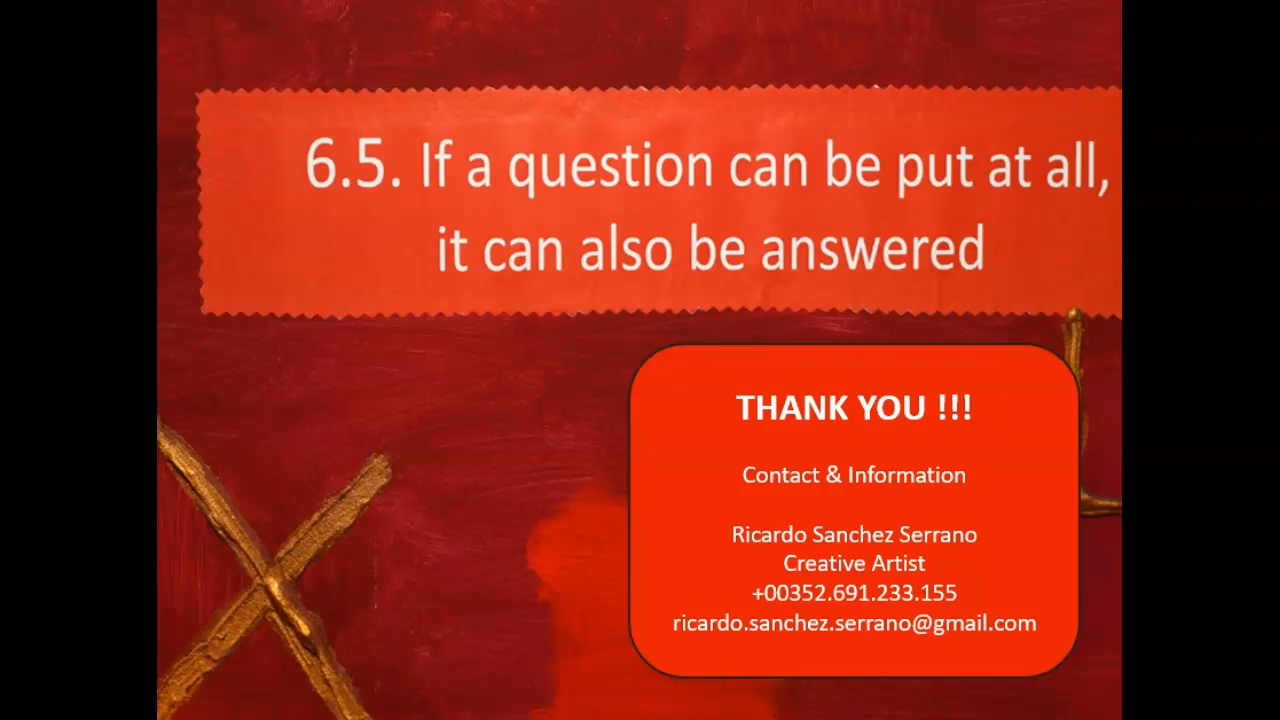 6.5. If a question can be put at all,
it can also be answered
THANK YOU !!!
Contact & Information
Ricardo Sanchez Serrano
Creative Artist
+00352.691.233.155
ricardo.sanchez.serrano@gmail.com